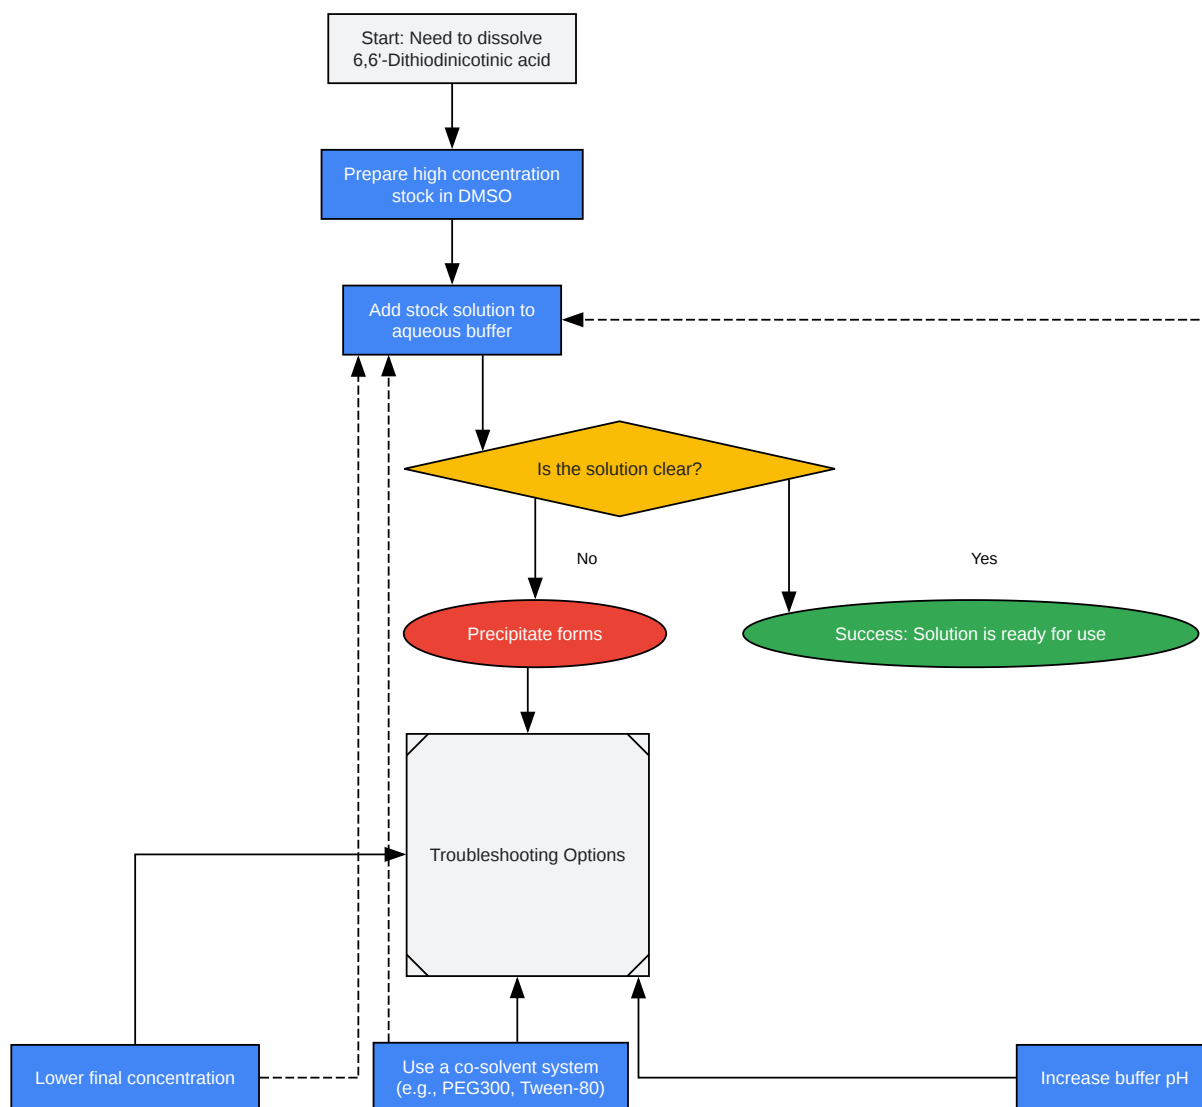 Start: Need to dissolve
6,6'-Dithiodinicotinic acid
Prepare high concentration
stock in DMSO
Add stock solution to
aqueous buffer
Is the solution clear?
No
Yes
Precipitate forms
Success: Solution is ready for use
Troubleshooting Options
Lower final concentration
Use a co-solvent system
(e.g., PEG300, Tween-80)
Increase buffer pH